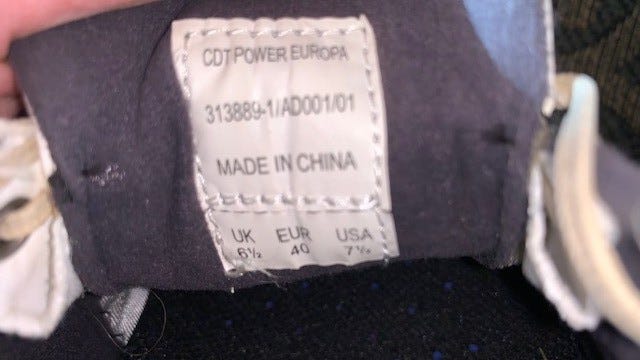 CDT POWER EUROPA
313889-1/AD001/01
MADE IN CHINA
UK EUR USA
6½ 40 7½